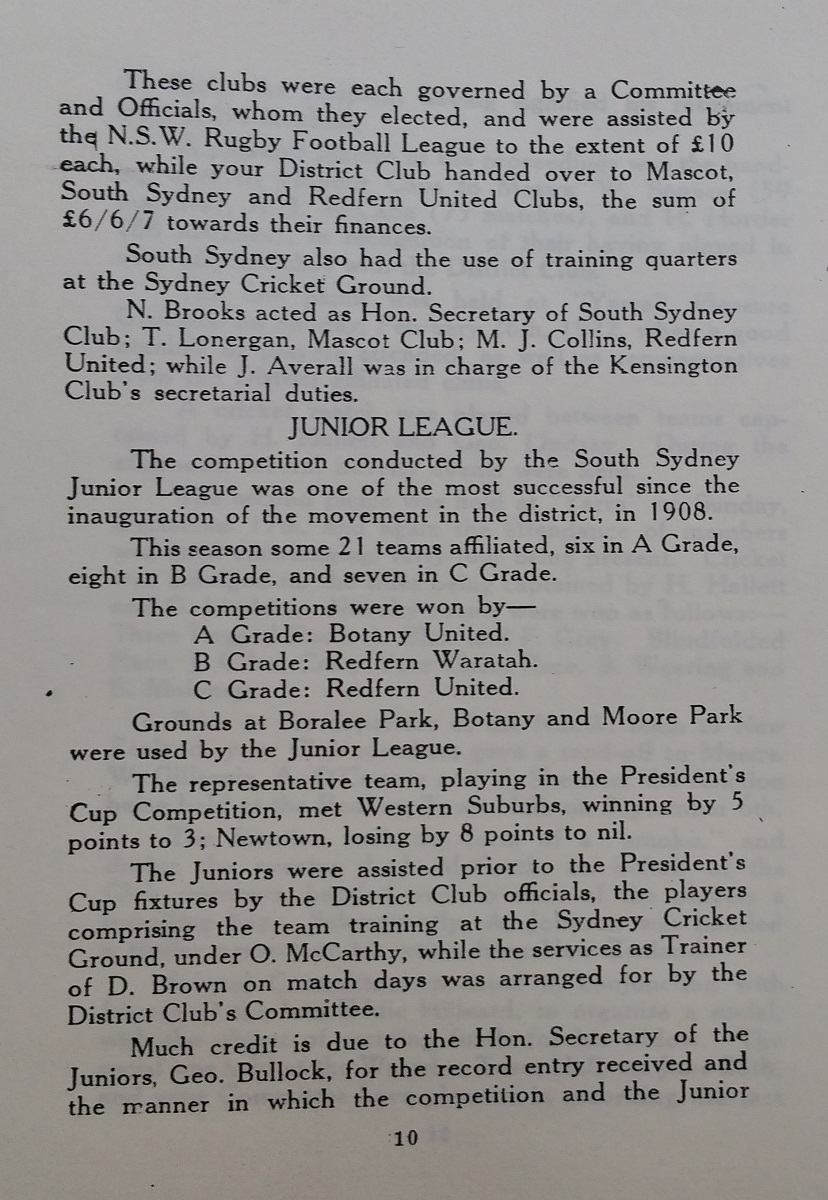 These clubs were each governed by a Committee
and Officials, whom they elected, and were assisted by
the N.S.W. Rugby Football League to the extent of £10
each, while your District Club handed over to Mascot,
South Sydney and Redfern United Clubs, the sum of
£6/6/7 towards their finances.
South Sydney also had the use of training quarters
at the Sydney Cricket Ground.
N. Brooks acted as Hon. Secretary of South Sydney
Club; T. Lonergan, Mascot Club; M. J. Collins, Redfern
United; while J. Averall was in charge of the Kensington
Club's secretarial duties.
JUNIOR LEAGUE.
The competition conducted by the South Sydney
Junior League was one of the most successful since the
inauguration of the movement in the district, in 1908.
This season some 21 teams affiliated, six in A Grade,
eight in B Grade, and seven in C Grade.
The competitions were won by—
A Grade: Botany United.
B Grade: Redfern Waratah.
C Grade: Redfern United.
Grounds at Boralee Park, Botany and Moore Park
were used by the Junior League.
The representative team, playing in the President's
Cup Competition, met Western Suburbs, winning by 5
points to 3; Newtown, losing by 8 points to nil.
The Juniors were assisted prior to the President's
Cup fixtures by the District Club officials, the players
comprising the team training at the Sydney Cricket
Ground, under O. McCarthy, while the services as Trainer
of D. Brown on match days was arranged for by the
District Club's Committee.
Much credit is due to the Hon. Secretary of the
Juniors, Geo. Bullock, for the record entry received and
the manner in which the competition and the Junior
10